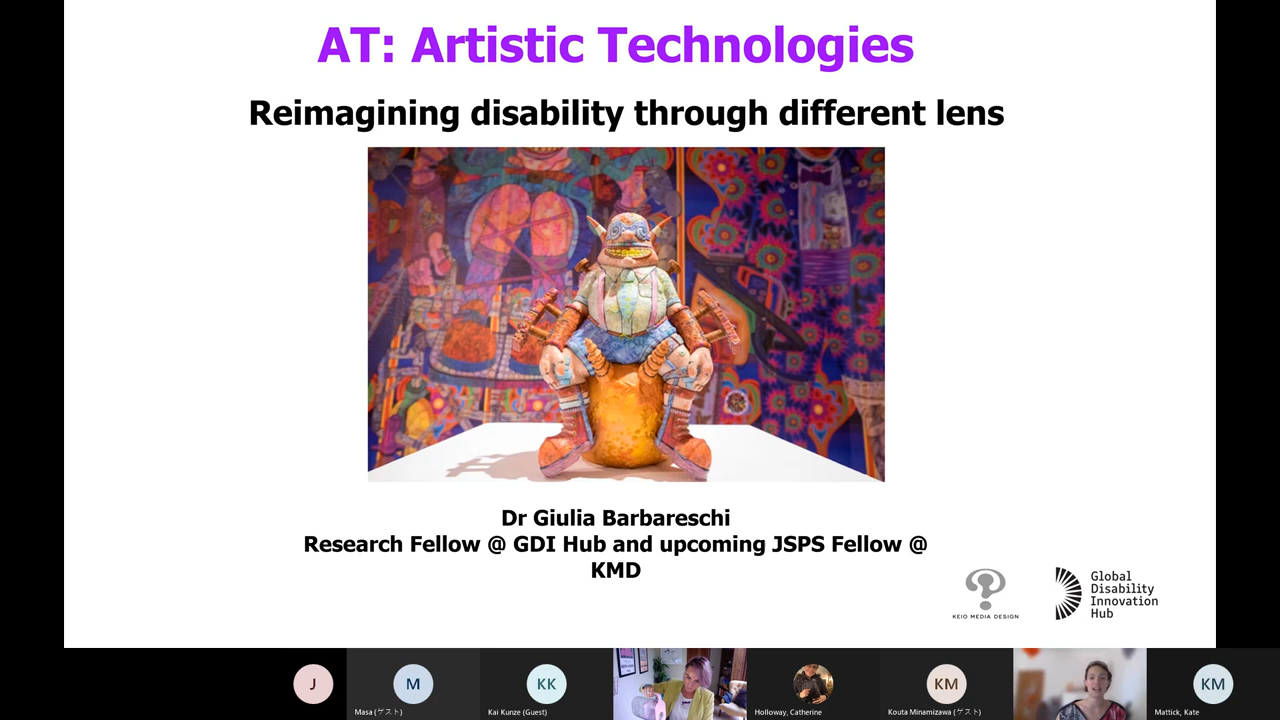 AT: Artistic Technologies
Reimagining disability through different lens
Dr Giulia Barbareschi
Research Fellow @ GDI Hub and upcoming JSPS Fellow @
KMD
KEIO MEDIA DESIGN
Global
Disability
Innovation
Hub
J
M
KK
KM
KM
Masa (ゲスト)
Kai Kunze (Guest)
Holloway, Catherine
Kouta Minamizawa (ゲスト)
Mattick, Kate